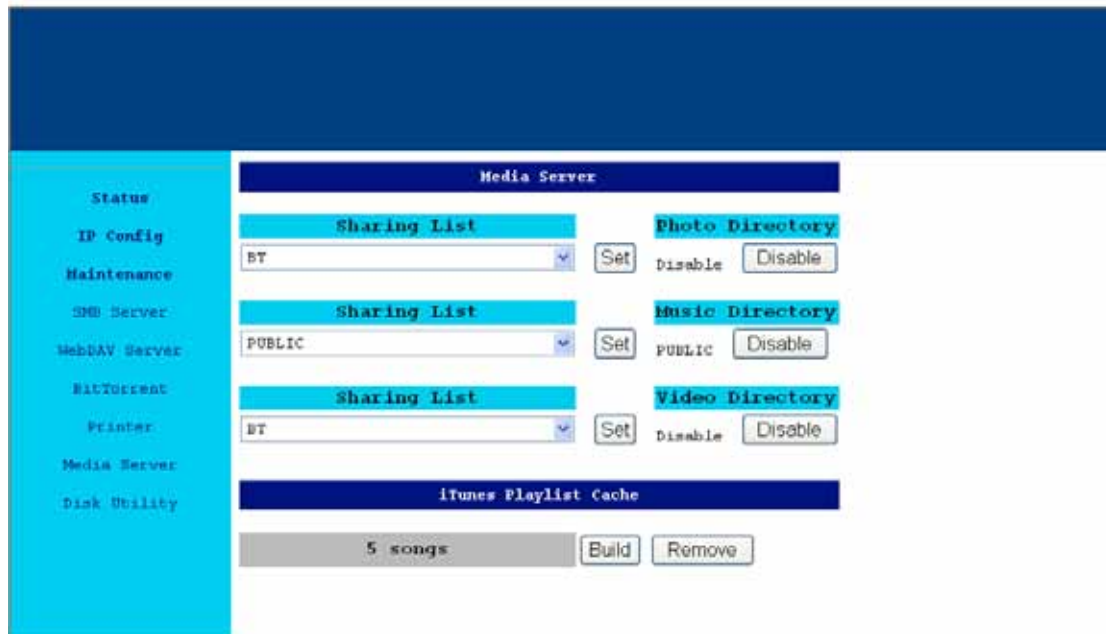 Media Server
Status
IP Config
Maintenance
SMB Server
WebDAV Server
BitTorrent
Printer
Media Server
Disk Utility
Sharing List
Photo Directory
BT
Set
Disable
Disable
Sharing List
Music Directory
PUBLIC
Set
PUBLIC
Disable
Sharing List
Video Directory
BT
Set
Disable
Disable
iTunes Playlist Cache
5 songs
Build
Remove